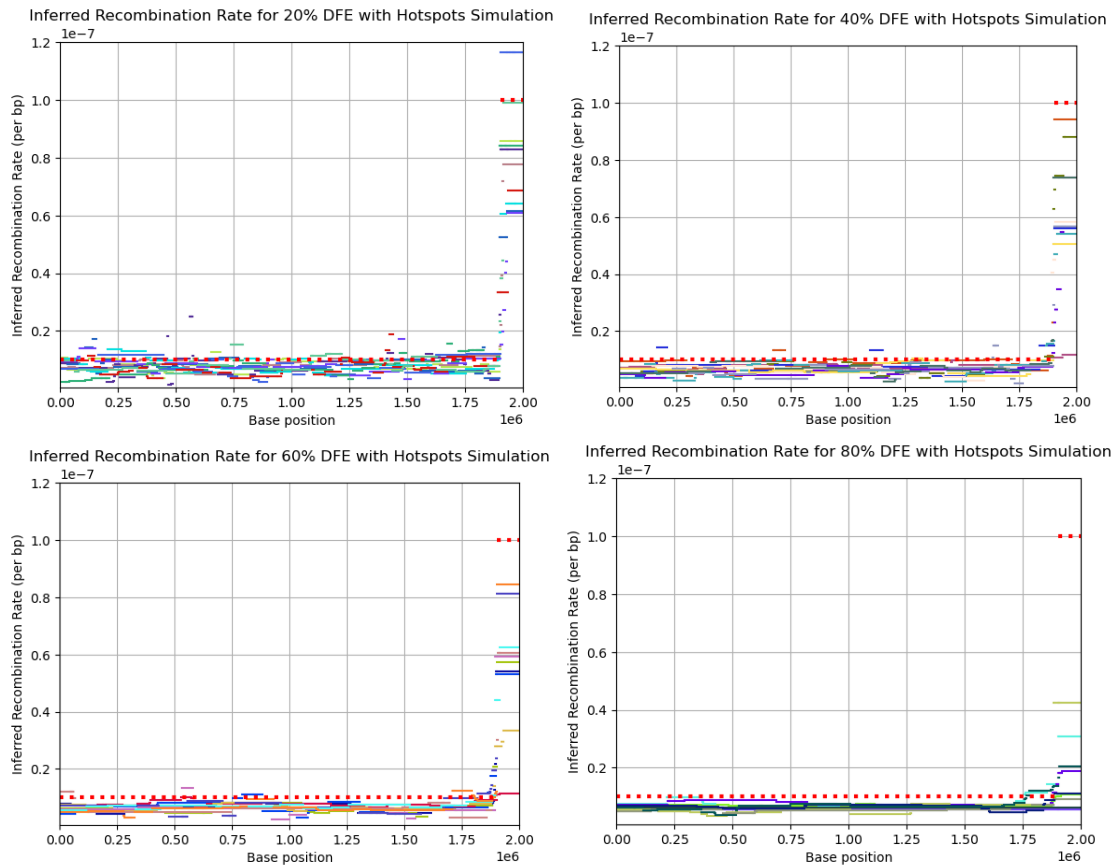 Inferred Recombination Rate for 20% DFE with Hotspots Simulation
1e-7
Inferred Recombination Rate (per bp)
1.2
1.0
0.8
0.6
0.4
0.2
0.00 0.25 0.50 0.75 1.00 1.25 1.50 1.75 2.00
Base position
1e6
Inferred Recombination Rate for 40% DFE with Hotspots Simulation
1e-7
Inferred Recombination Rate (per bp)
1.2
1.0
0.8
0.6
0.4
0.2
0.00 0.25 0.50 0.75 1.00 1.25 1.50 1.75 2.00
Base position
1e6
Inferred Recombination Rate for 60% DFE with Hotspots Simulation
1e-7
Inferred Recombination Rate (per bp)
1.2
1.0
0.8
0.6
0.4
0.2
0.00 0.25 0.50 0.75 1.00 1.25 1.50 1.75 2.00
Base position
1e6
Inferred Recombination Rate for 80% DFE with Hotspots Simulation
1e-7
Inferred Recombination Rate (per bp)
1.2
1.0
0.8
0.6
0.4
0.2
0.00 0.25 0.50 0.75 1.00 1.25 1.50 1.75 2.00
Base position
1e6